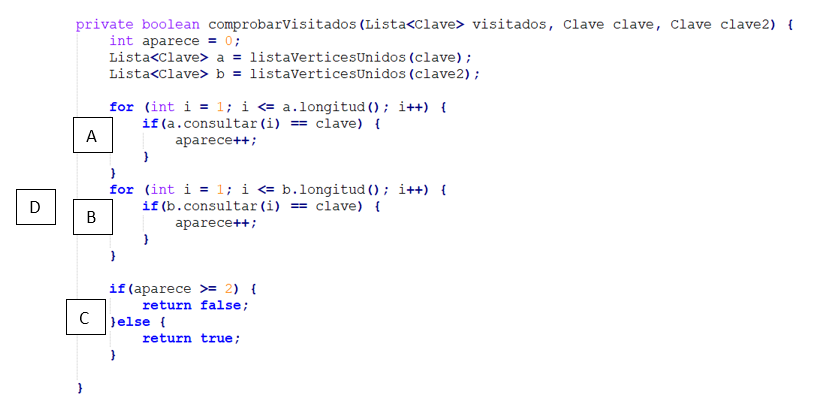 private boolean comprobarVisitados(Lista<Clave> visitados, Clave clave, Clave clave2) {
int aparece = 0;
Lista<Clave> a = listaVerticesUnidos(clave);
Lista<Clave> b = listaVerticesUnidos(clave2);
for (int i = 1; i <= a.longitud(); i++) {
if(a.consultar(i) == clave) {
A
aparece++;
}
}
for (int i = 1; i <= b.longitud(); i++) {
D
if(b.consultar(i) == clave) {
B
aparece++;
}
}
if(aparece >= 2) {
return false;
C
}else {
return true;
}
}